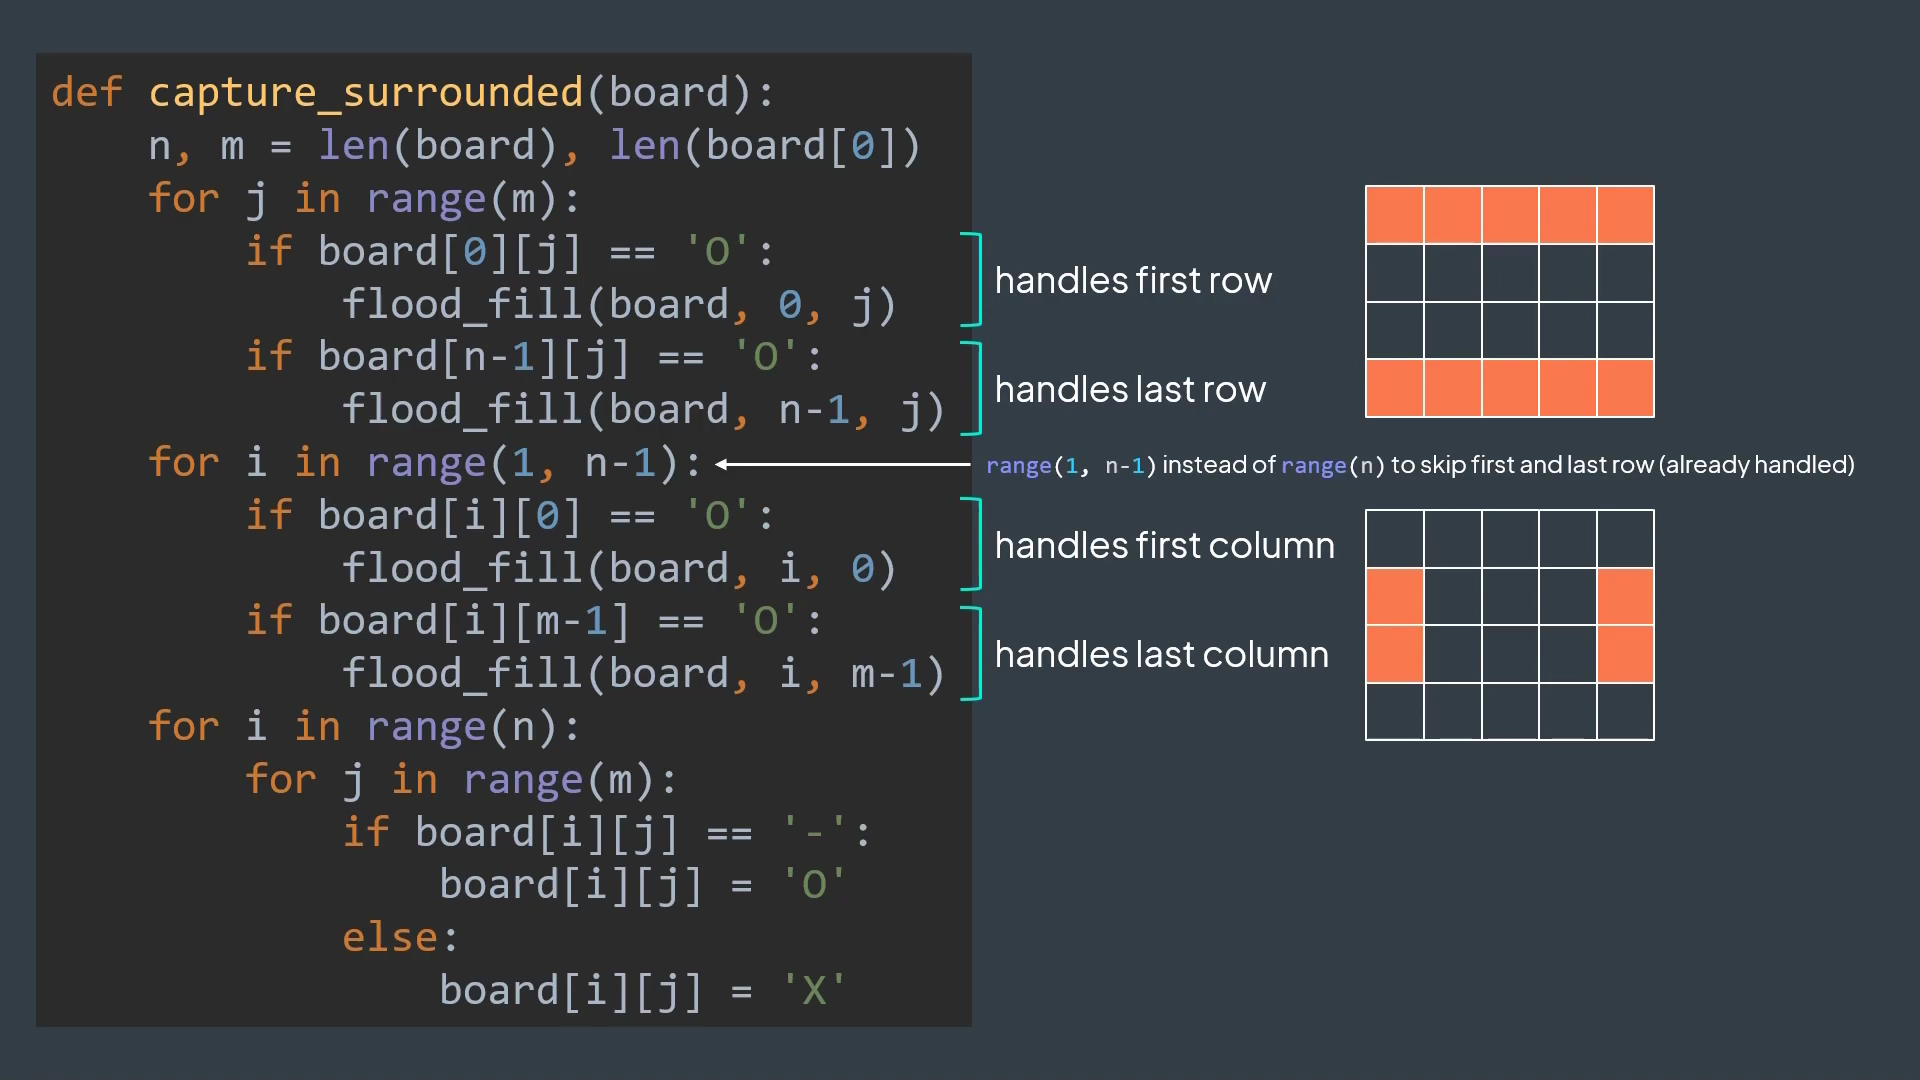 def capture_surrounded(board):
    n, m = len(board), len(board[0])
    for j in range(m):
        if board[0][j] == 'O':
            flood_fill(board, 0, j)
        if board[n-1][j] == 'O':
            flood_fill(board, n-1, j)
    for i in range(1, n-1):
        if board[i][0] == 'O':
            flood_fill(board, i, 0)
        if board[i][m-1] == 'O':
            flood_fill(board, i, m-1)
    for i in range(n):
        for j in range(m):
            if board[i][j] == '-':
                board[i][j] = 'O'
            else:
                board[i][j] = 'X'
handles first row
handles last row
range(1, n-1) instead of range(n) to skip first and last row (already handled)
handles first column
handles last column